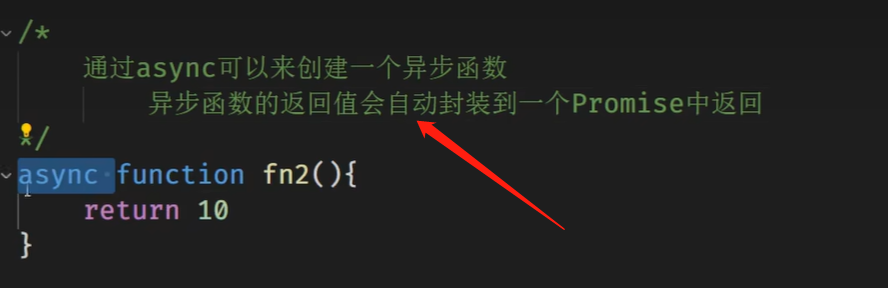 /*
通过async可以来创建一个异步函数
异步函数的返回值会自动封装到一个Promise中返回
*/
async function fn2(){
return 10
}